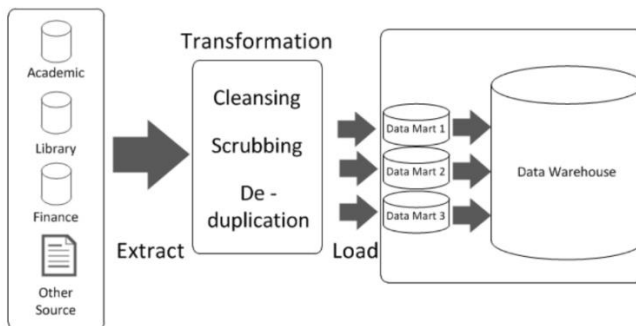 Academic
Library
Finance
Other
Source
Extract
Transformation
Cleansing
Scrubbing
De -
duplication
Load
Data Mart 1
Data Mart 2
Data Mart 3
Data Warehouse